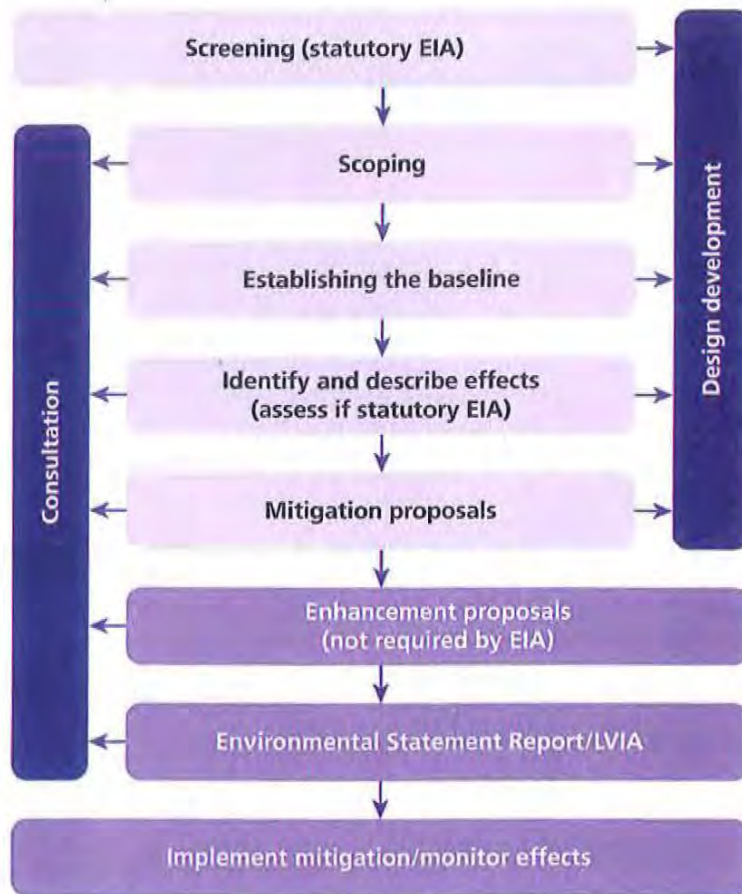 Screening (statutory EIA)
Scoping
Establishing the baseline
Identify and describe effects
(assess if statutory EIA)
Mitigation proposals
Enhancement proposals
(not required by EIA)
Environmental Statement Report/LVIA
Implement mitigation/monitor effects
Consultation
Design development